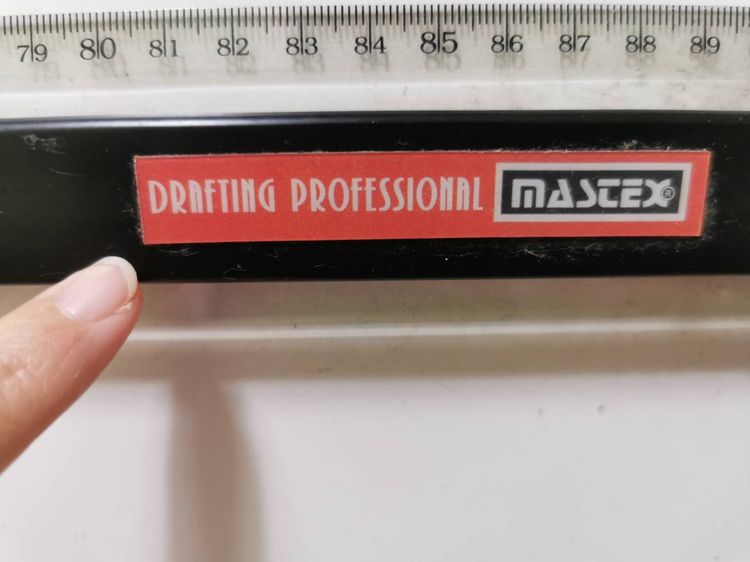 79 80 81 82 83 84 85 86 87 88 89
DRAFTING PROFESSIONAL MASTEX®